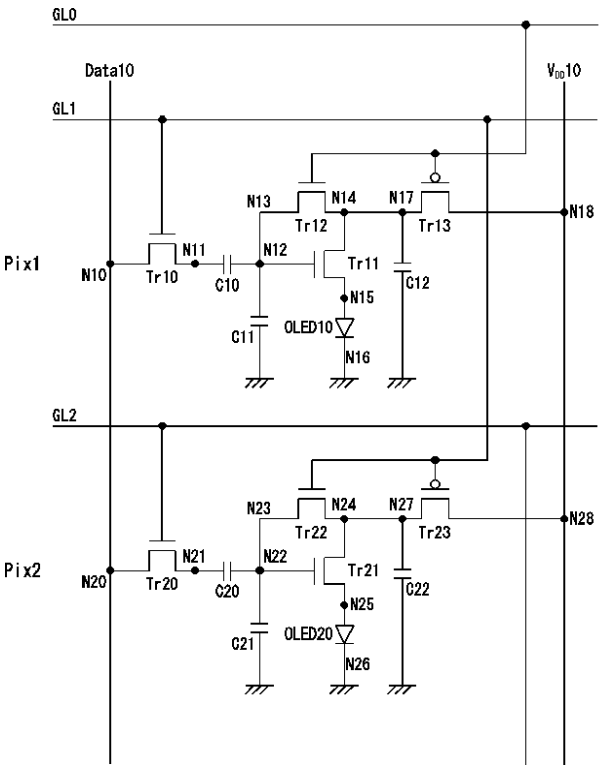 GL0
Data10
VDD10
GL1
N13
N14
N17
Tr12
Tr13
N18
Pix1
N10
Tr10
N11
C10
N12
Tr11
C12
N15
C11
OLED10
N16
GL2
N23
N24
N27
Tr22
Tr23
N28
Pix2
N20
Tr20
N21
C20
N22
Tr21
C22
N25
C21
OLED20
N26